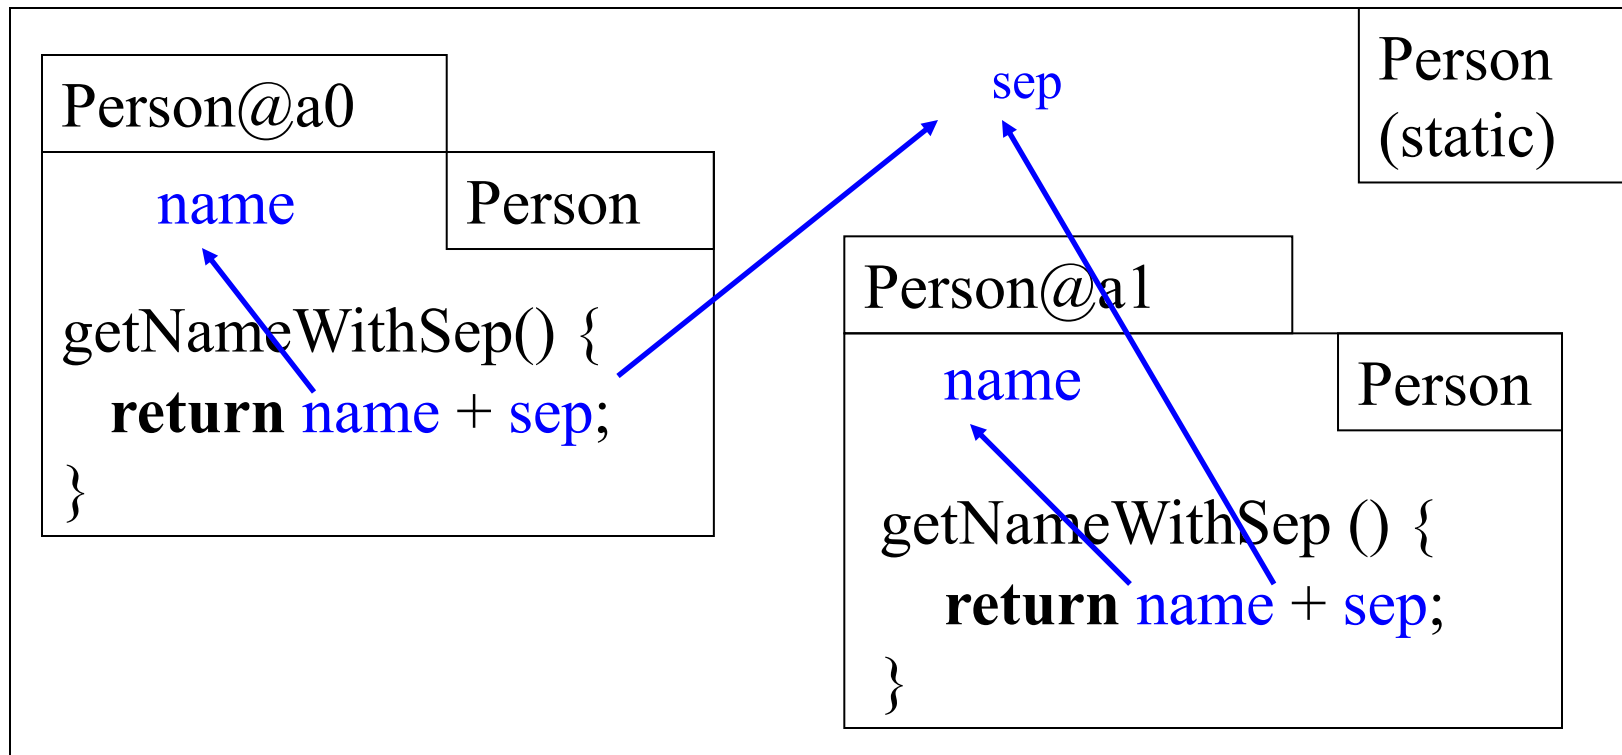 Person@a0
Person
name
getNameWithSep() {
return name + sep;
}
sep
Person
(static)
Person@a1
Person
name
getNameWithSep () {
return name + sep;
}